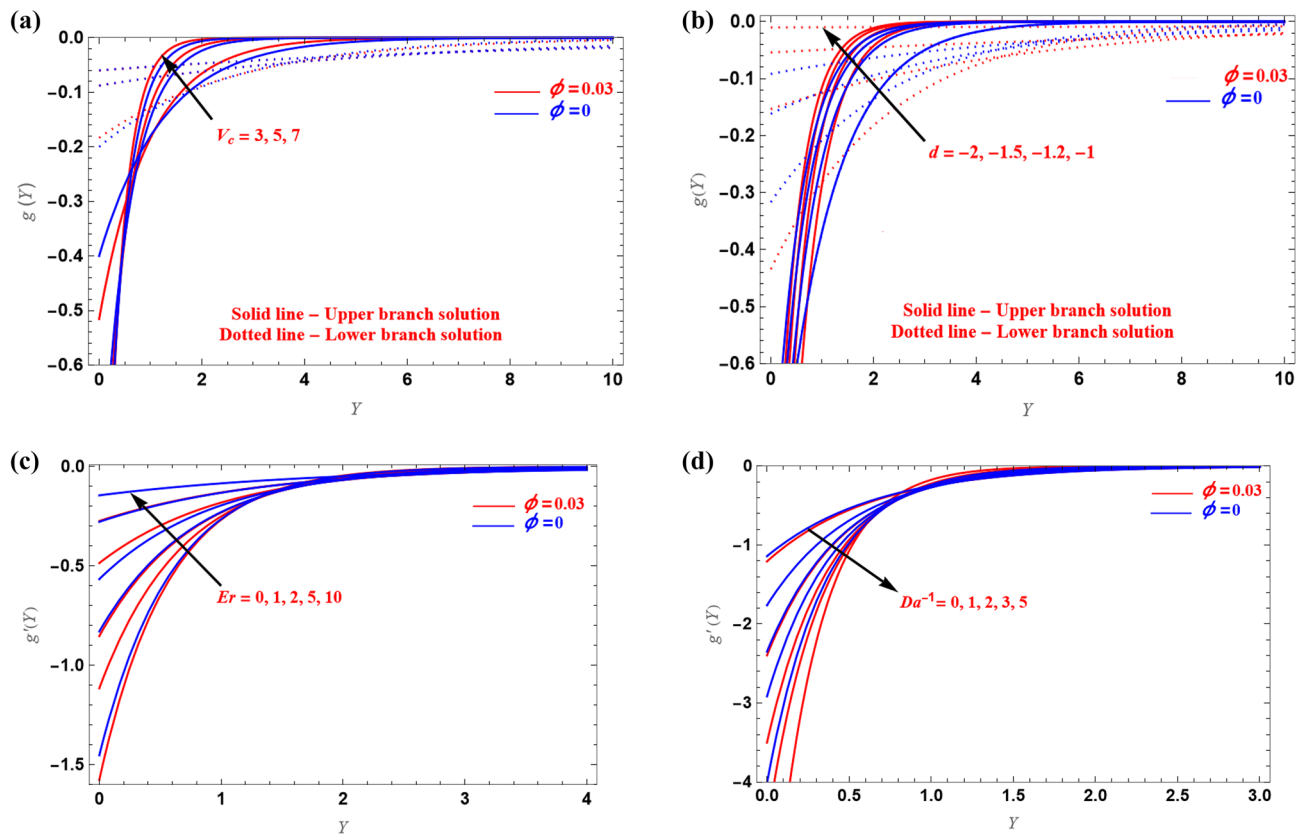 (a)
0.0
−0.1
−0.2
−0.3
−0.4
−0.5
−0.6
g (Y)
ϕ = 0.03
ϕ = 0
V_c = 3, 5, 7
Solid line − Upper branch solution
Dotted line − Lower branch solution
0 2 4 6 8 10
Y
(b)
0.0
−0.1
−0.2
−0.3
−0.4
−0.5
−0.6
g(Y)
ϕ = 0.03
ϕ = 0
d = −2, −1.5, −1.2, −1
Solid line − Upper branch solution
Dotted line − Lower branch solution
0 2 4 6 8 10
Y
(c)
0.0
−0.5
−1.0
−1.5
g′(Y)
ϕ = 0.03
ϕ = 0
Er = 0, 1, 2, 5, 10
0 1 2 3 4
Y
(d)
0
−1
−2
−3
−4
g′(Y)
ϕ = 0.03
ϕ = 0
Da⁻¹ = 0, 1, 2, 3, 5
0.0 0.5 1.0 1.5 2.0 2.5 3.0
Y